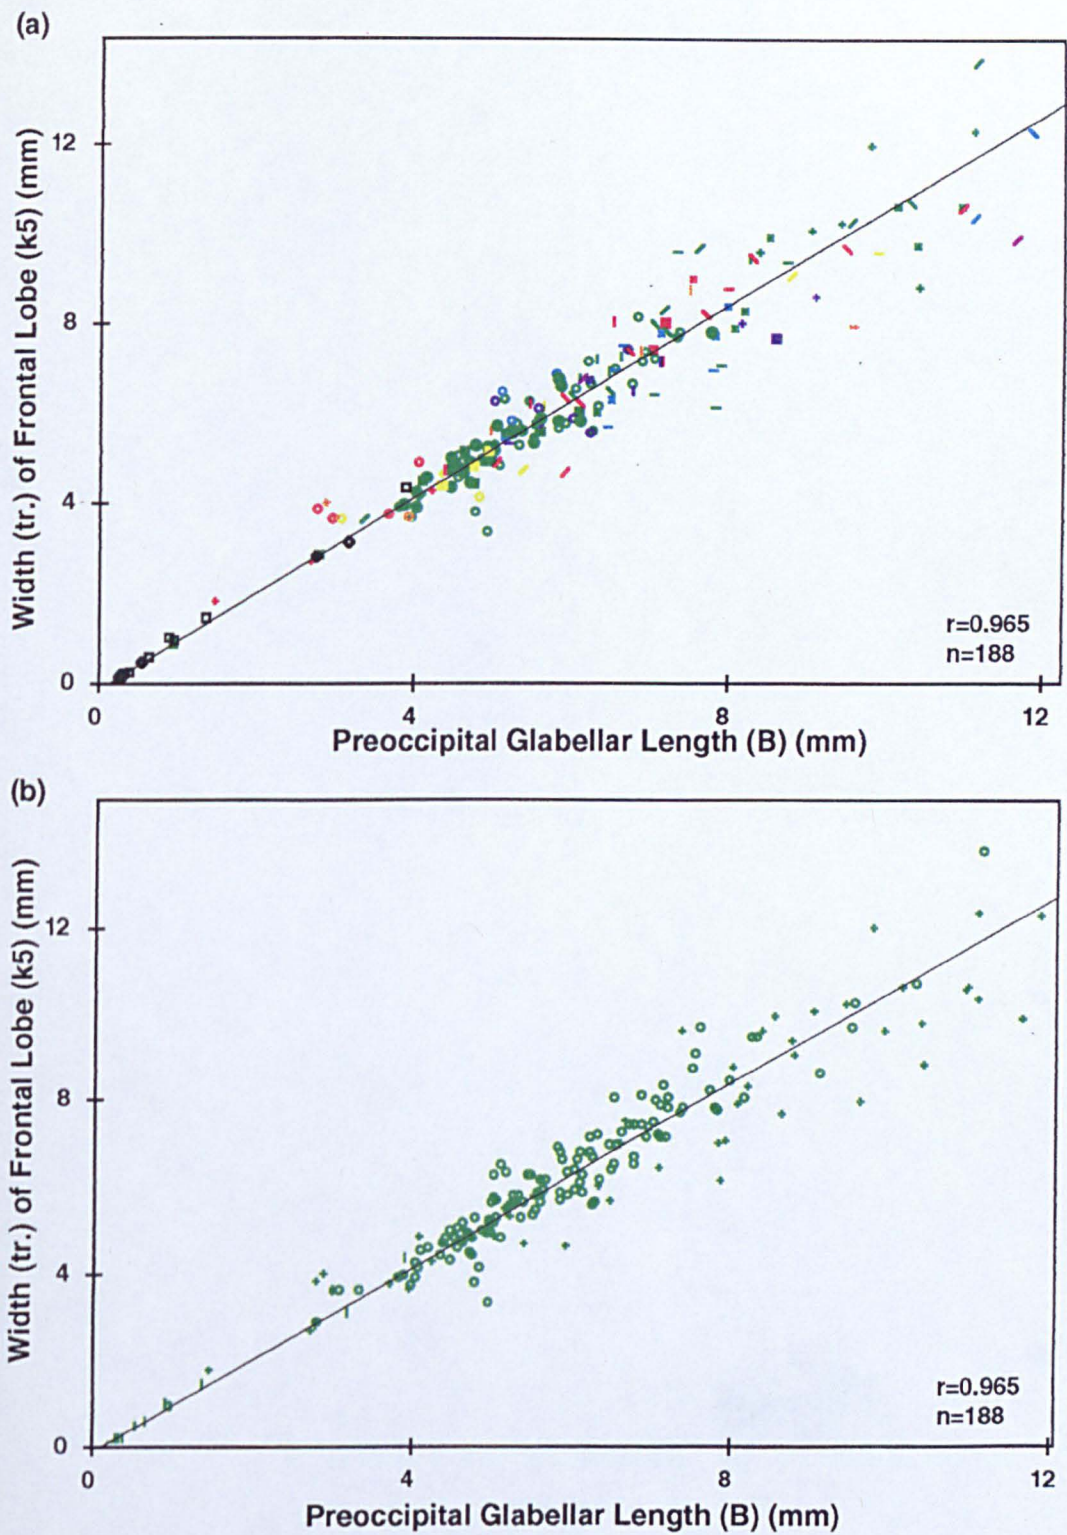 (a)
Width (tr.) of Frontal Lobe (k5) (mm)
12
8
4
0
r=0.965
n=188
0 4 8 12
Preoccipital Glabellar Length (B) (mm)
(b)
Width (tr.) of Frontal Lobe (k5) (mm)
12
8
4
0
r=0.965
n=188
0 4 8 12
Preoccipital Glabellar Length (B) (mm)